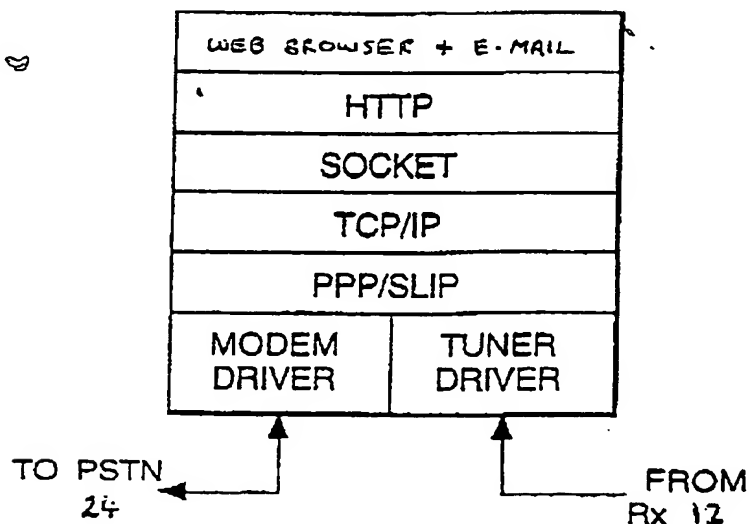 WEB BROWSER + E-MAIL
HTTP
SOCKET
TCP/IP
PPP/SLIP
MODEM
DRIVER
TUNER
DRIVER
TO PSTN
24
FROM
Rx 12